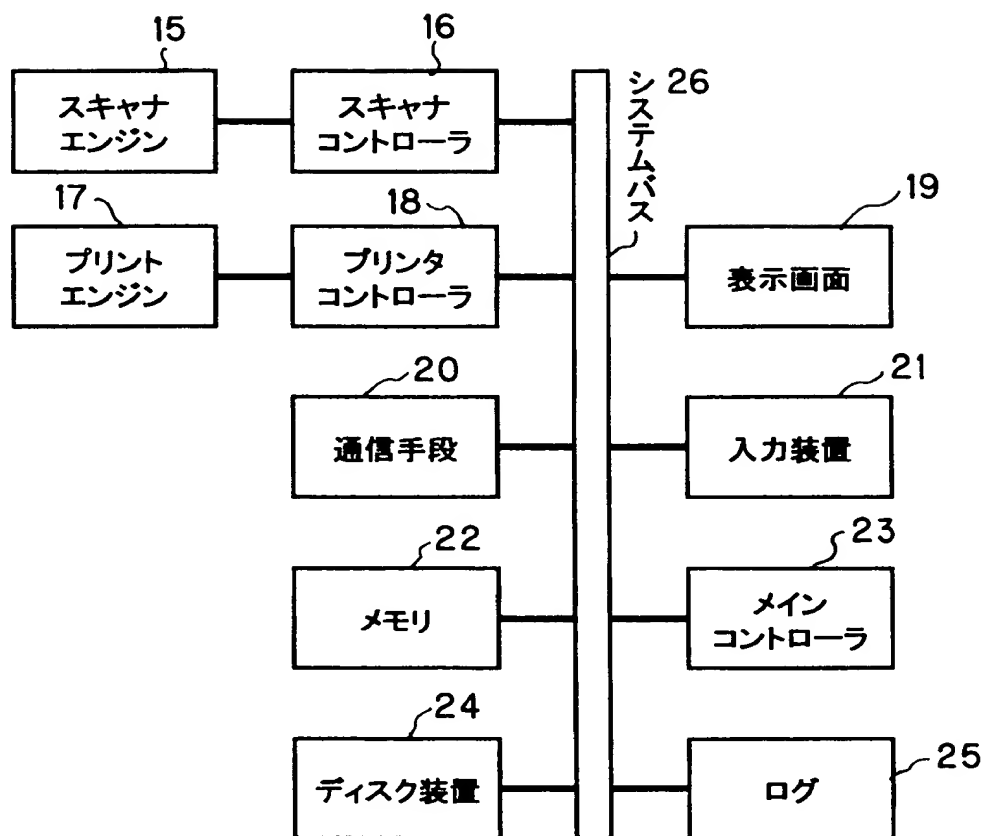 15
16
スキャナ
エンジン
スキャナ
コントローラ
システムバス
26
17
18
19
プリント
エンジン
プリンタ
コントローラ
表示画面
20
21
通信手段
入力装置
22
23
メモリ
メイン
コントローラ
24
25
ディスク装置
ログ